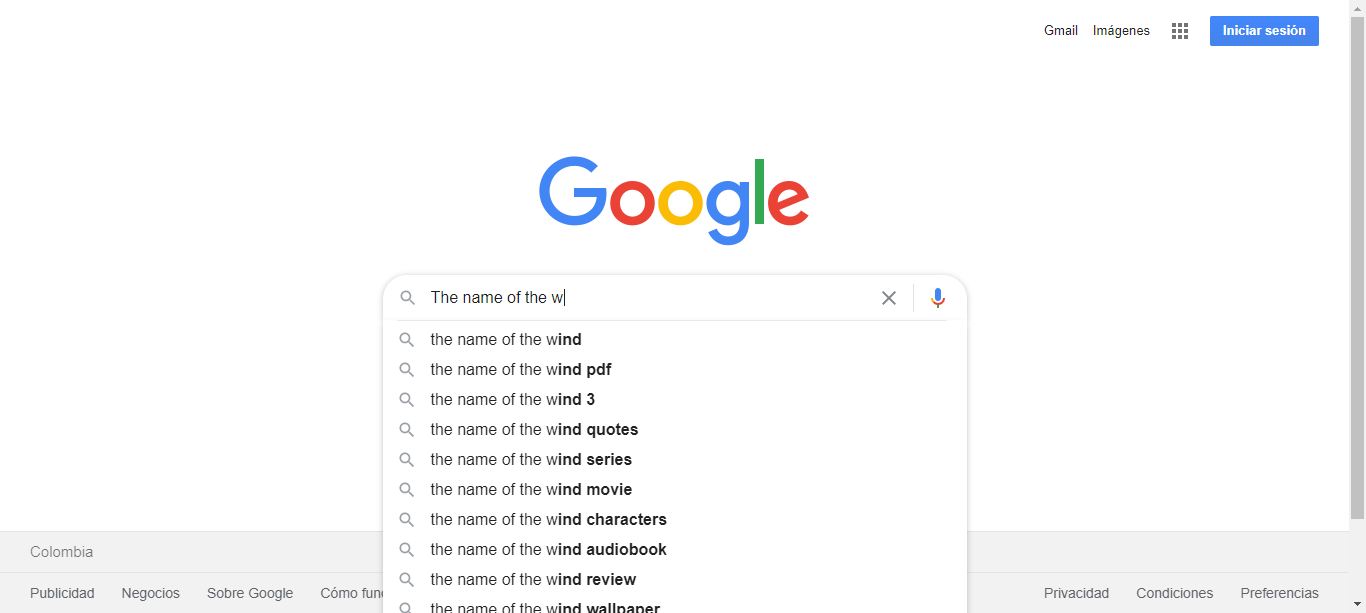 Gmail Imágenes Iniciar sesión
Google
The name of the w
the name of the wind
the name of the wind pdf
the name of the wind 3
the name of the wind quotes
the name of the wind series
the name of the wind movie
the name of the wind characters
the name of the wind audiobook
the name of the wind review
the name of the wind wallpaper
Colombia
Publicidad Negocios Sobre Google Cómo Privacidad Condiciones Preferencias